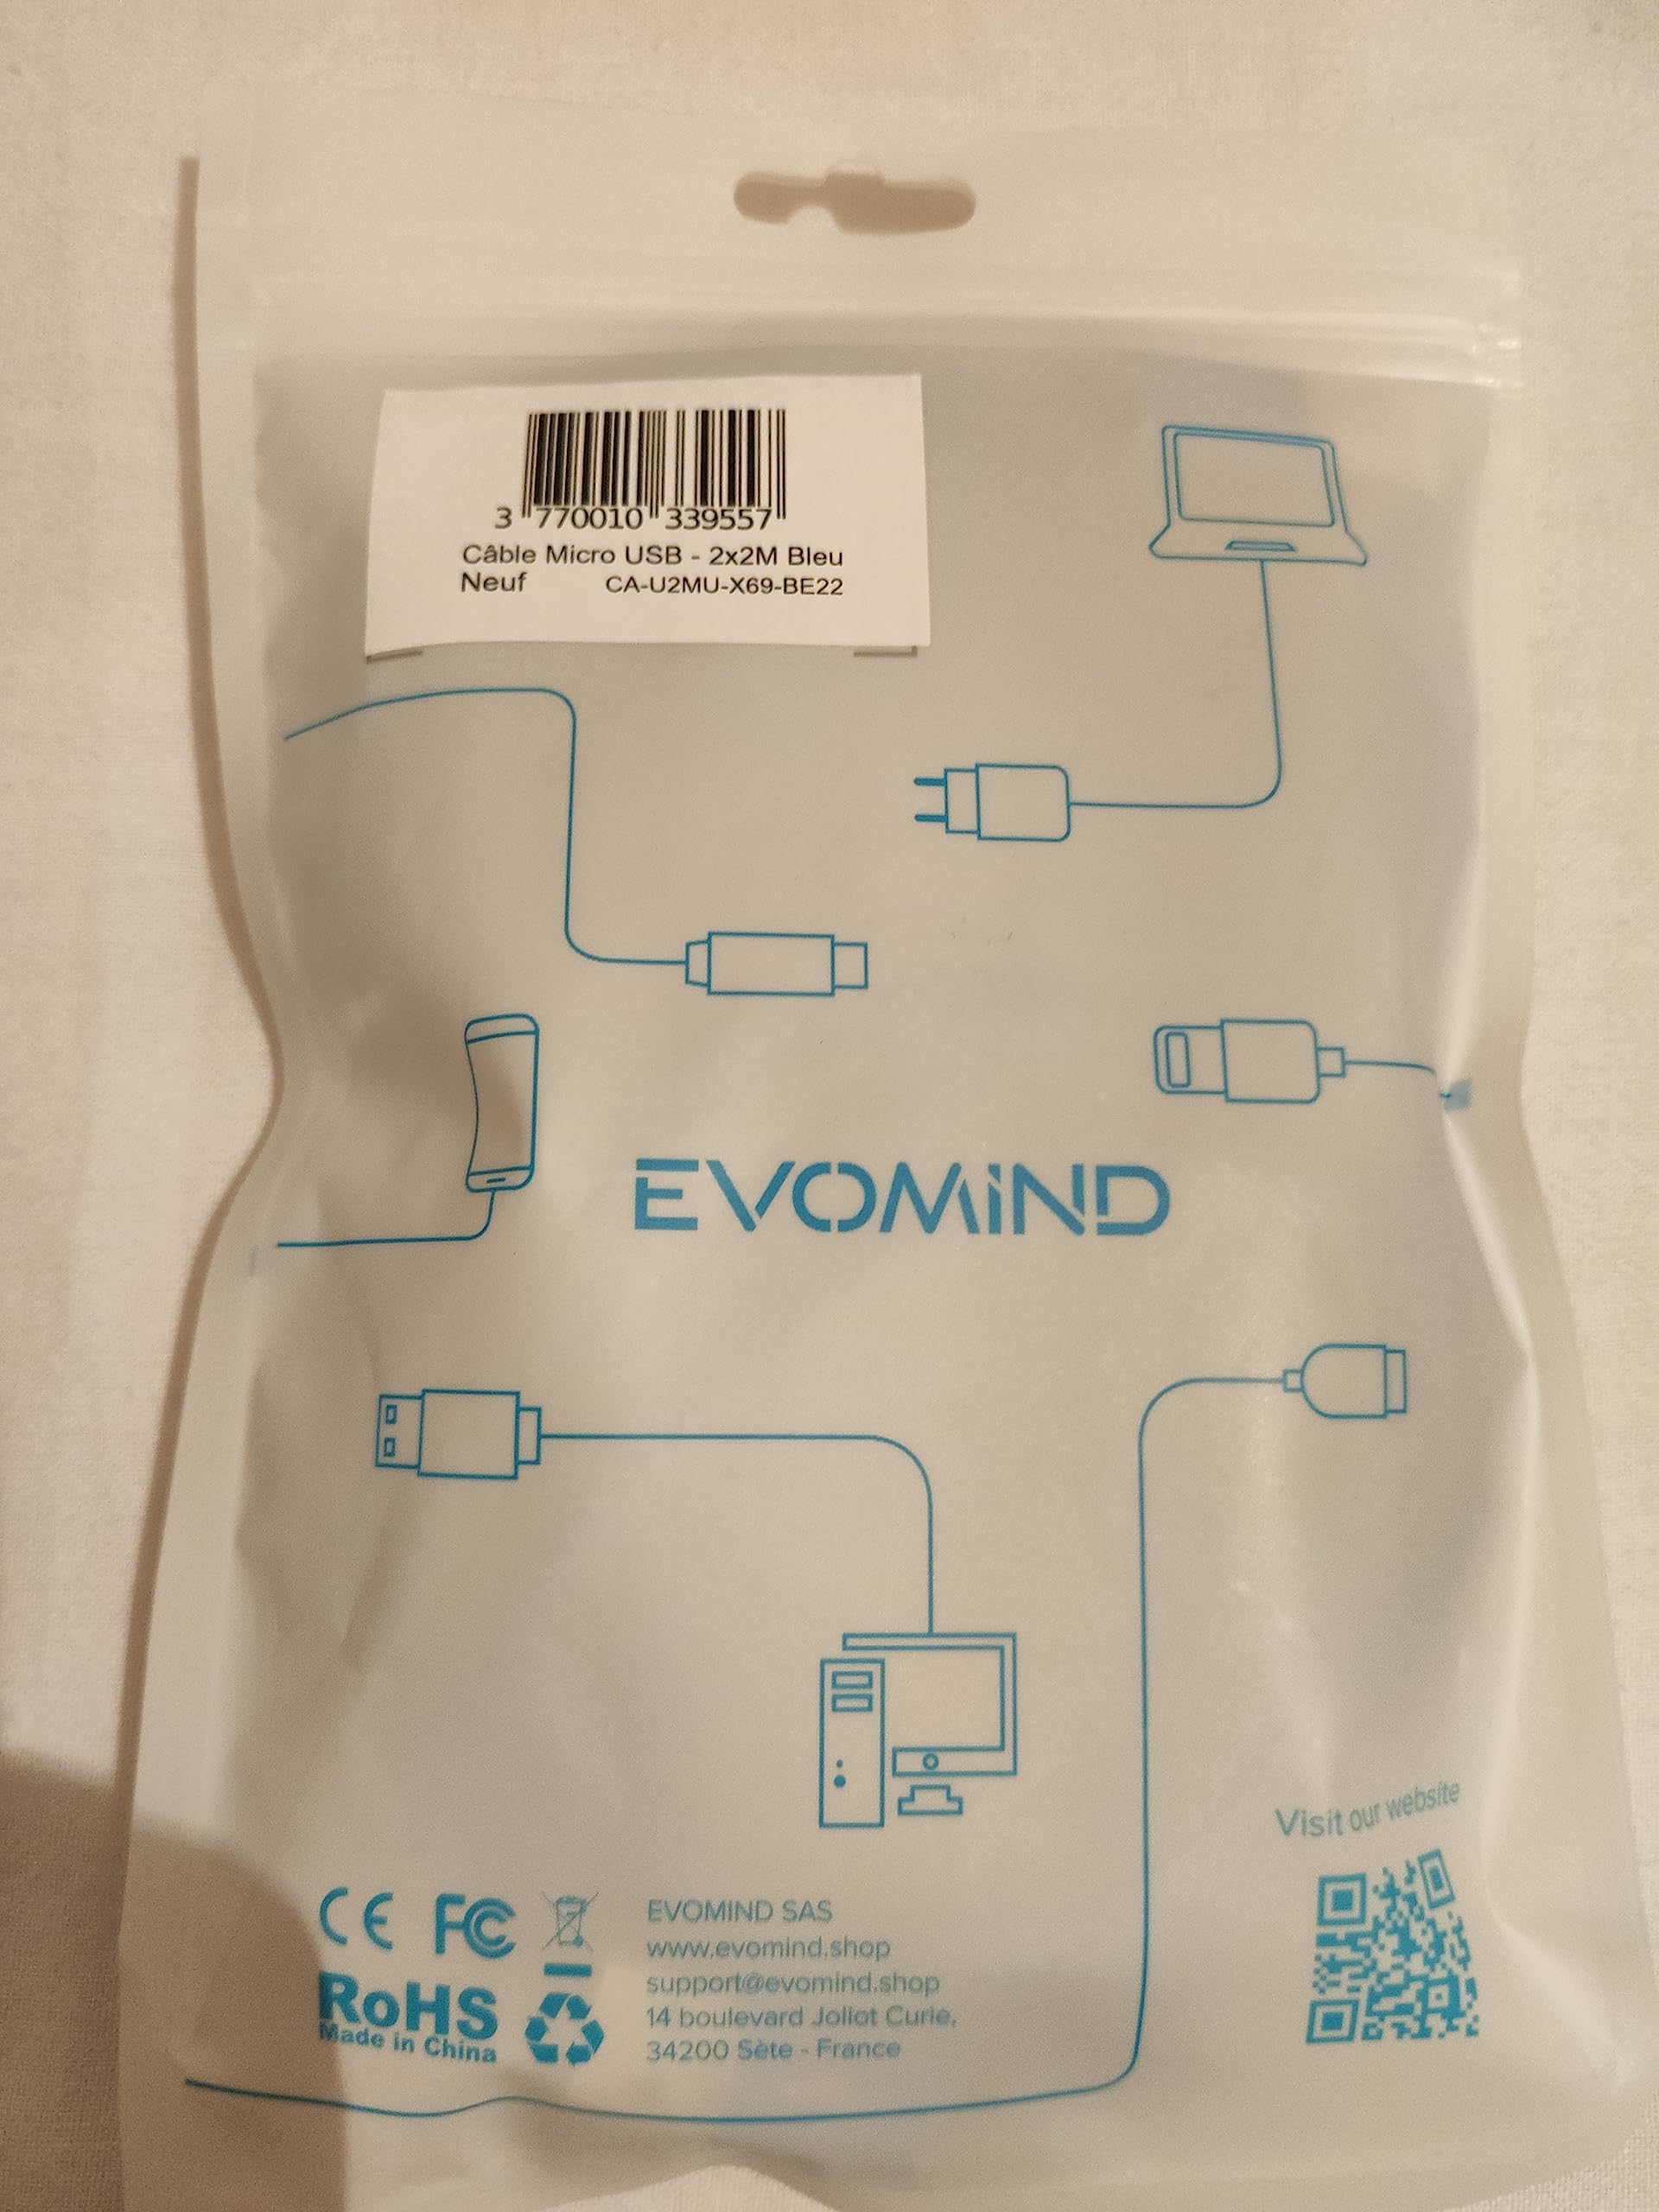 3 770010 339557
Câble Micro USB - 2x2M Bleu
Neuf CA-U2MU-X69-BE22
EVOMiND
Visit our website
CE FC
RoHS
Made in China
EVOMIND SAS
www.evomind.shop
support@evomind.shop
14 boulevard Joliot Curie,
34200 Sète - France